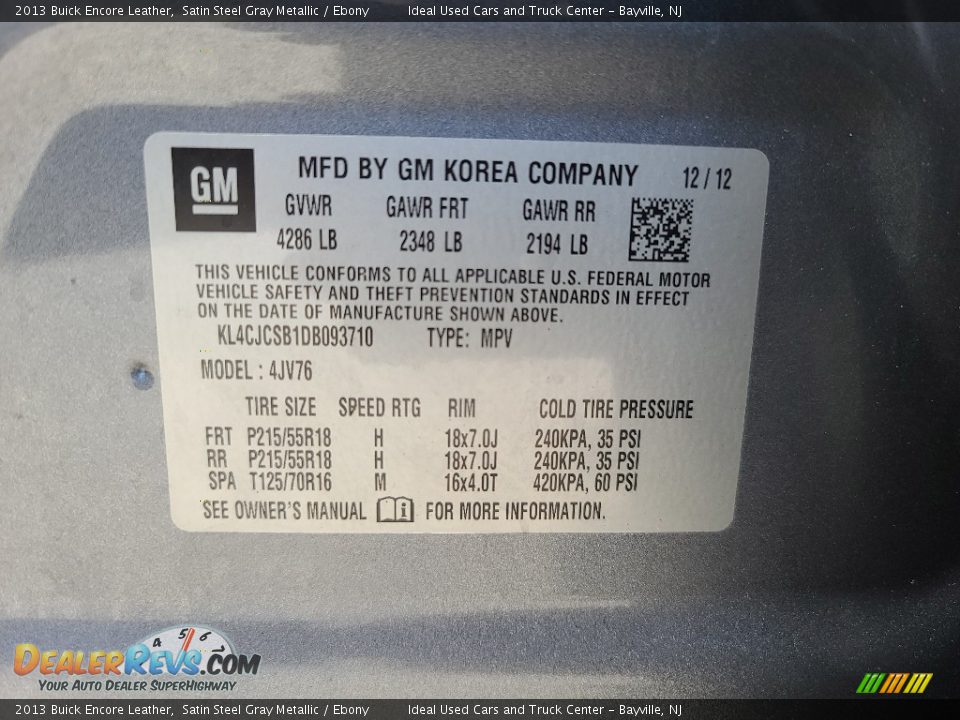 2013 Buick Encore Leather, Satin Steel Gray Metallic / Ebony Ideal Used Cars and Truck Center - Bayville, NJ
GM
MFD BY GM KOREA COMPANY 12/12
GVWR GAWR FRT GAWR RR
4286 LB 2348 LB 2194 LB
THIS VEHICLE CONFORMS TO ALL APPLICABLE U.S. FEDERAL MOTOR
VEHICLE SAFETY AND THEFT PREVENTION STANDARDS IN EFFECT
ON THE DATE OF MANUFACTURE SHOWN ABOVE.
KL4CJCSB1DB093710 TYPE: MPV
MODEL : 4JV76
TIRE SIZE SPEED RTG RIM COLD TIRE PRESSURE
FRT P215/55R18 H 18x7.0J 240KPA, 35 PSI
RR P215/55R18 H 18x7.0J 240KPA, 35 PSI
SPA T125/70R16 M 16x4.0T 420KPA, 60 PSI
SEE OWNER'S MANUAL i FOR MORE INFORMATION.
4 5 6 7
DEALERREVS.COM
YOUR AUTO DEALER SUPERHIGHWAY
2013 Buick Encore Leather, Satin Steel Gray Metallic / Ebony Ideal Used Cars and Truck Center - Bayville, NJ